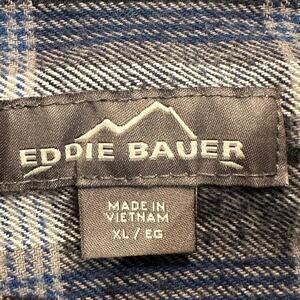 EDDIE BAUER
MADE IN
VIETNAM
XL / EG